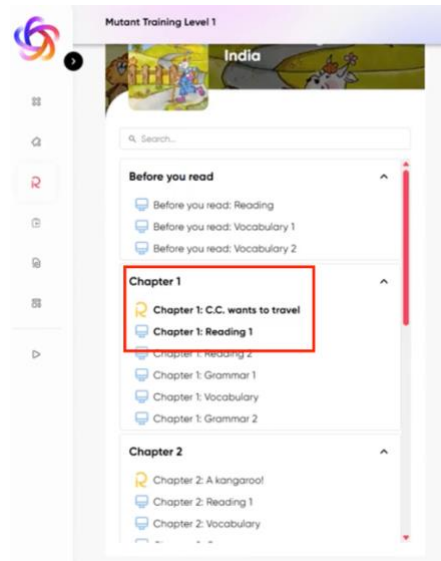 Mutant Training Level 1
India
Search...
Before you read
Before you read: Reading
Before you read: Vocabulary 1
Before you read: Vocabulary 2
Chapter 1
Chapter 1: C.C. wants to travel
Chapter 1: Reading 1
Chapter 1: Reading 2
Chapter 1: Grammar 1
Chapter 1: Vocabulary
Chapter 1: Grammar 2
Chapter 2
Chapter 2: A kangaroo!
Chapter 2: Reading 1
Chapter 2: Vocabulary